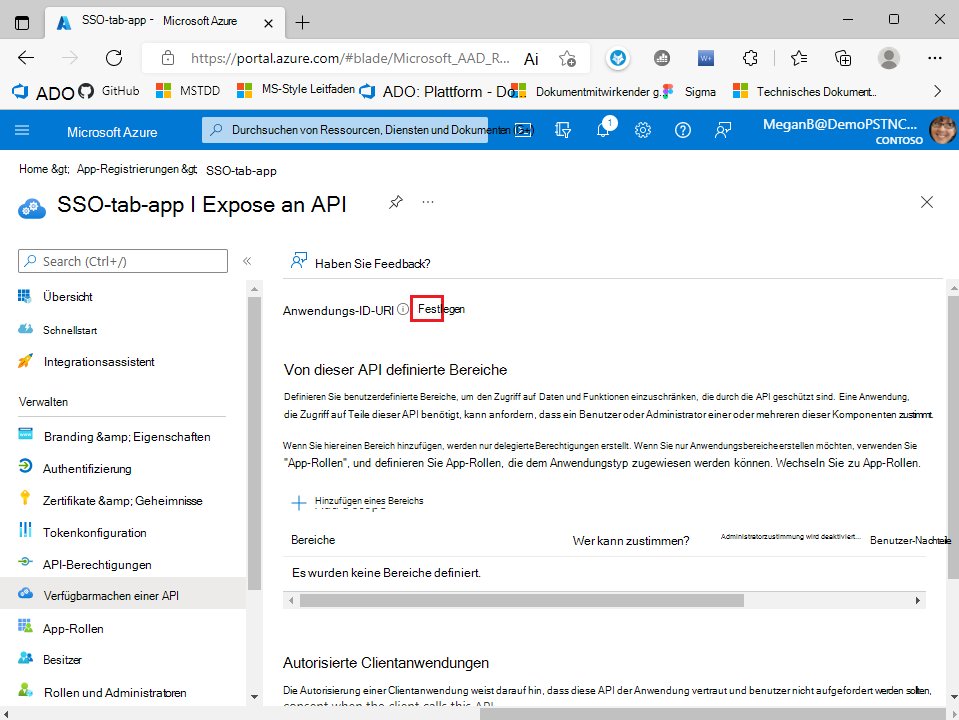 SSO-tab-app - Microsoft Azure
https://portal.azure.com/#blade/Microsoft_AAD_R...
ADO GitHub MSTDD MS-Style Leitfaden ADO: Plattform - Do Dokumentmitwirkender g. Sigma Technisches Dokument...
Microsoft Azure Durchsuchen von Ressourcen, Diensten und Dokumenten 1 MeganB@DemoPSTNC...
CONTOSO
Home &gt; App-Registrierungen &gt; SSO-tab-app
SSO-tab-app | Expose an API
Search (Ctrl+/)
Haben Sie Feedback?
Übersicht
Schnellstart
Integrationsassistent
Verwalten
Branding &amp; Eigenschaften
Authentifizierung
Zertifikate &amp; Geheimnisse
Tokenkonfiguration
API-Berechtigungen
Verfügbarmachen einer API
App-Rollen
Besitzer
Rollen und Administratoren
Anwendungs-ID-URI Festlegen
Von dieser API definierte Bereiche
Definieren Sie benutzerdefinierte Bereiche, um den Zugriff auf Daten und Funktionen einzuschränken, die durch die API geschützt sind. Eine Anwendung,
die Zugriff auf Teile dieser API benötigt, kann anfordern, dass ein Benutzer oder Administrator einer oder mehreren dieser Komponenten zustimmt.
Wenn Sie hier einen Bereich hinzufügen, werden nur delegierte Berechtigungen erstellt. Wenn Sie nur Anwendungsbereiche erstellen möchten, verwenden Sie
"App-Rollen", und definieren Sie App-Rollen, die dem Anwendungstyp zugewiesen werden können. Wechseln Sie zu App-Rollen.
Hinzufügen eines Bereichs
Bereiche Wer kann zustimmen? Administratorzustimmung wird deaktiviert... Benutzer-Nachteile
Es wurden keine Bereiche definiert.
Autorisierte Clientanwendungen
Die Autorisierung einer Clientanwendung weist darauf hin, dass diese API der Anwendung vertraut und benutzer nicht aufgefordert werden sollten,
consent when the client calls this API